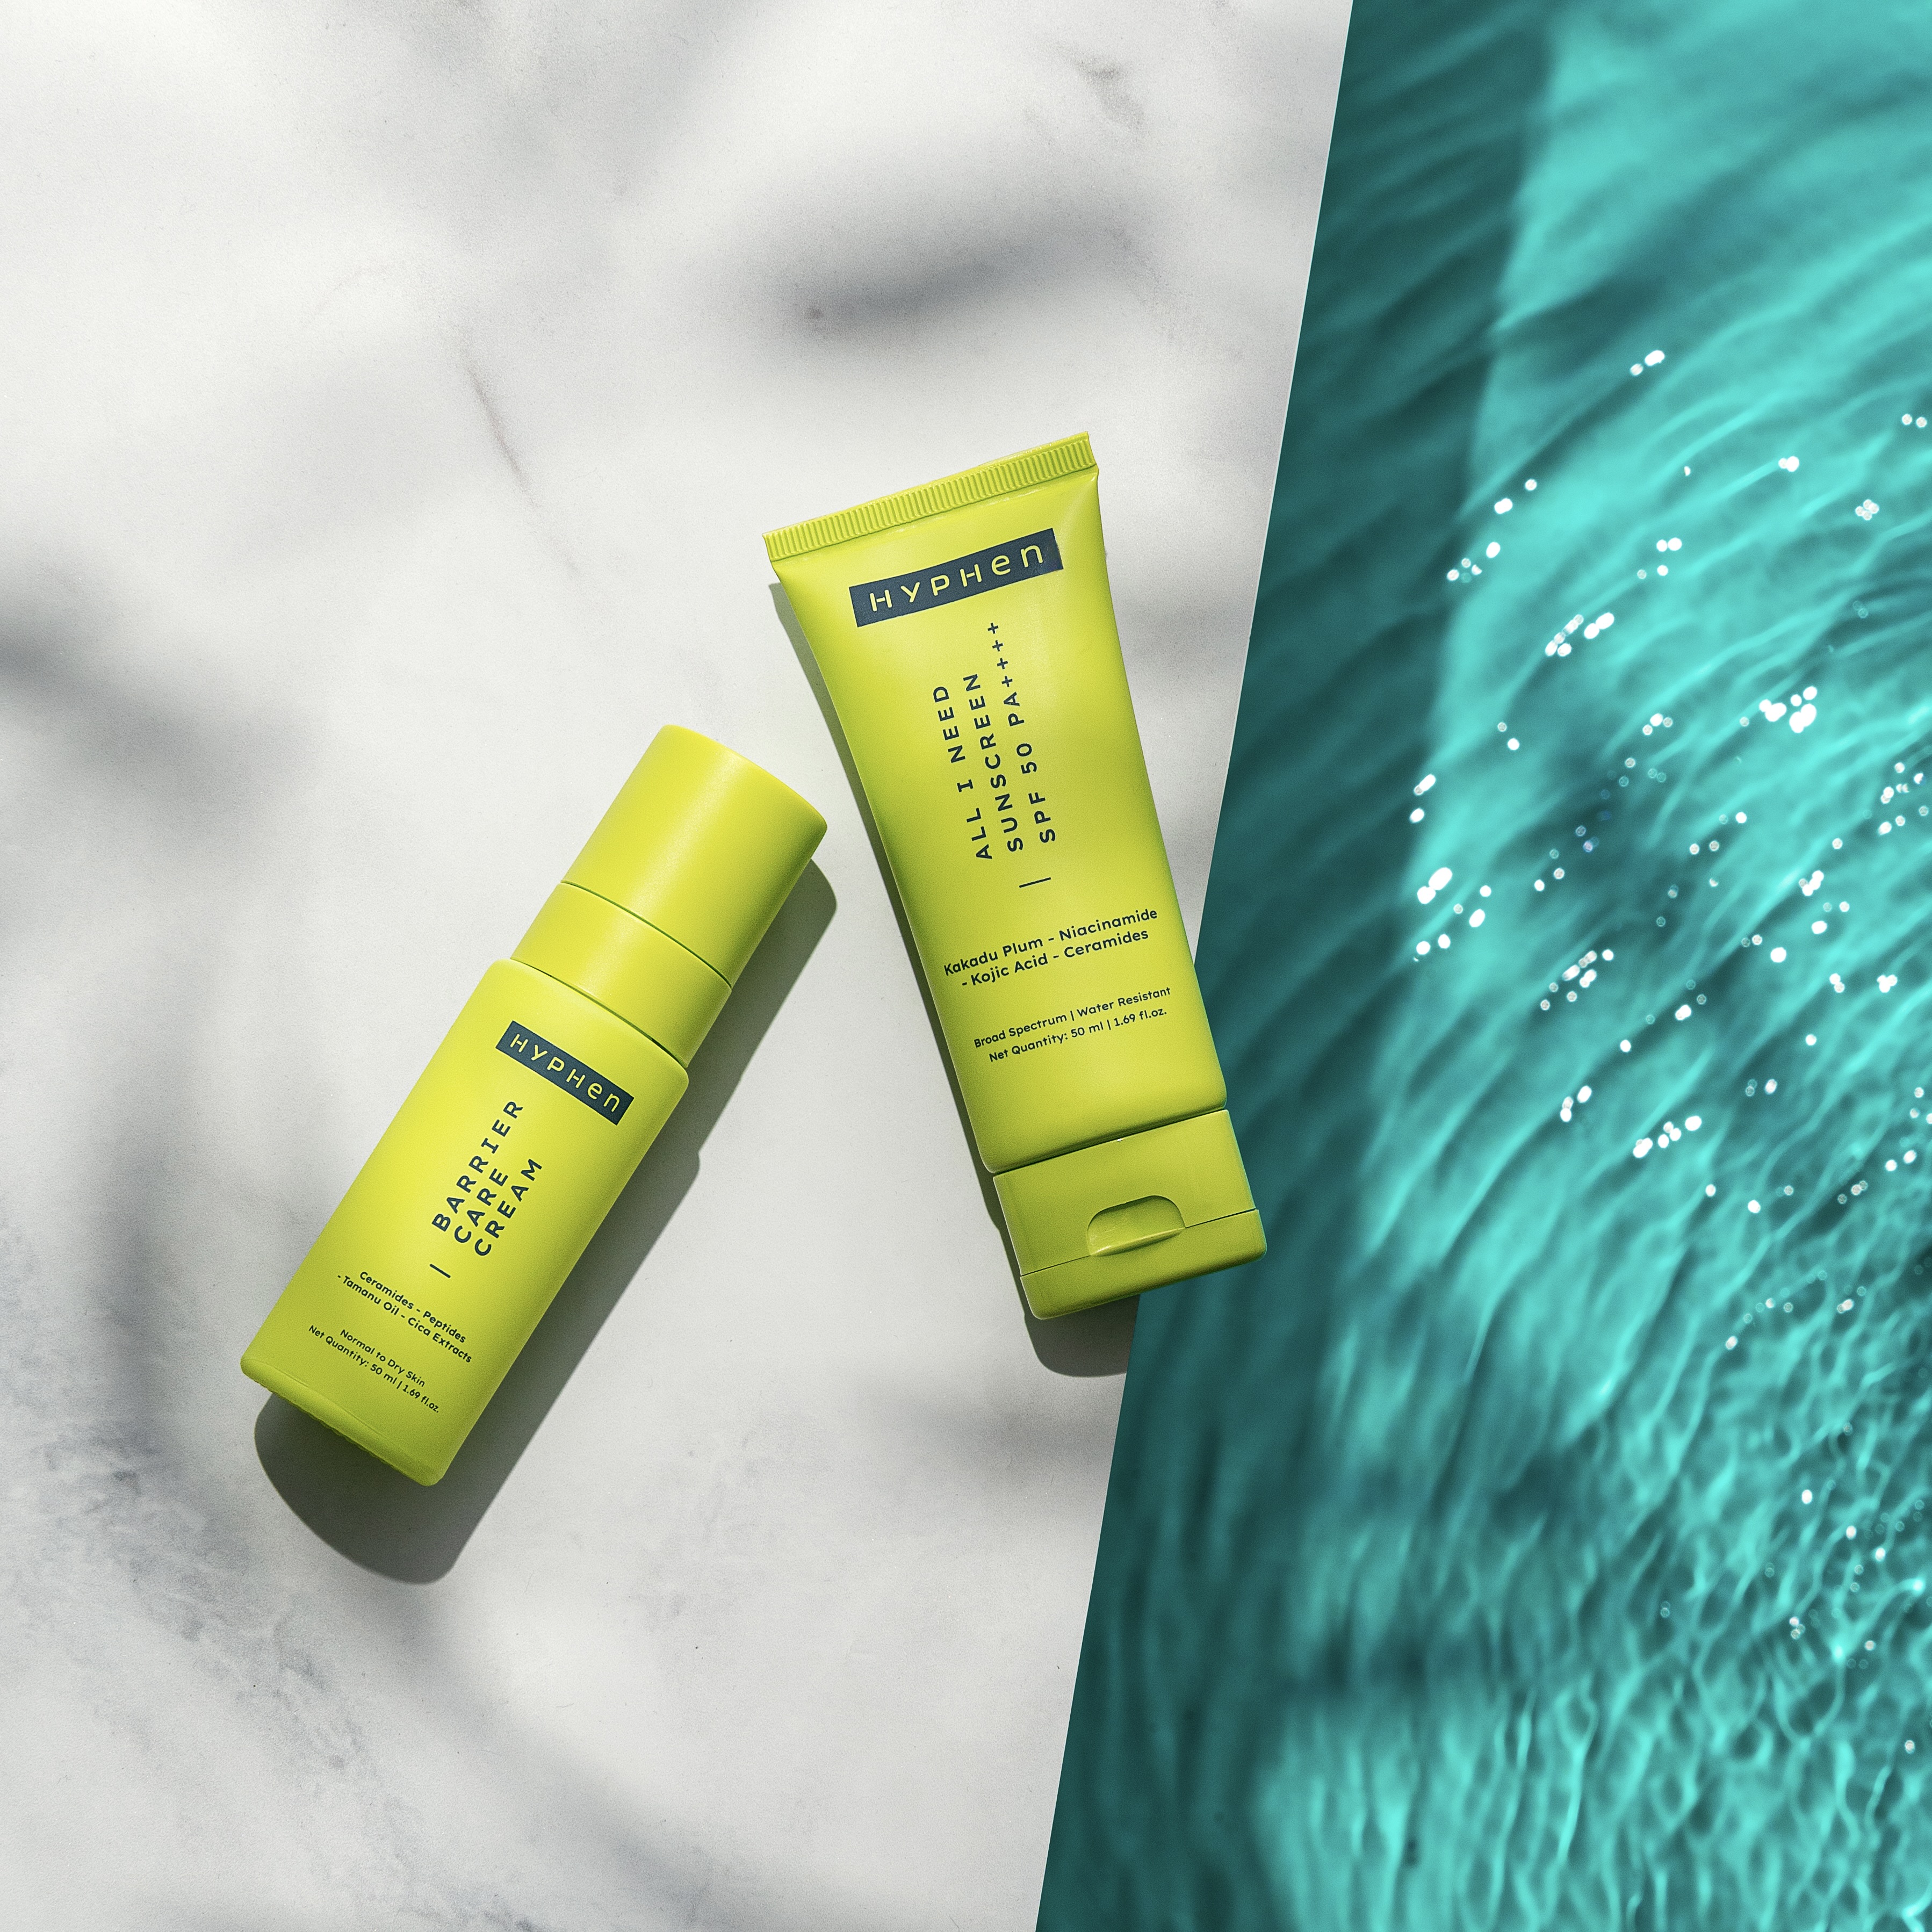 HYPHen
ALL I NEED
SUNSCREEN
SPF 50 PA++++
Kakadu Plum - Niacinamide
- Kojic Acid - Ceramides
Broad Spectrum | Water Resistant
Net Quantity: 50 ml | 1.69 fl.oz.
HYPHen
BARRIER
CARE
CREAM
Ceramides - Peptides
- Tamanu Oil - Cica Extracts
Normal to Dry Skin
Net Quantity: 50 ml | 1.69 fl.oz.